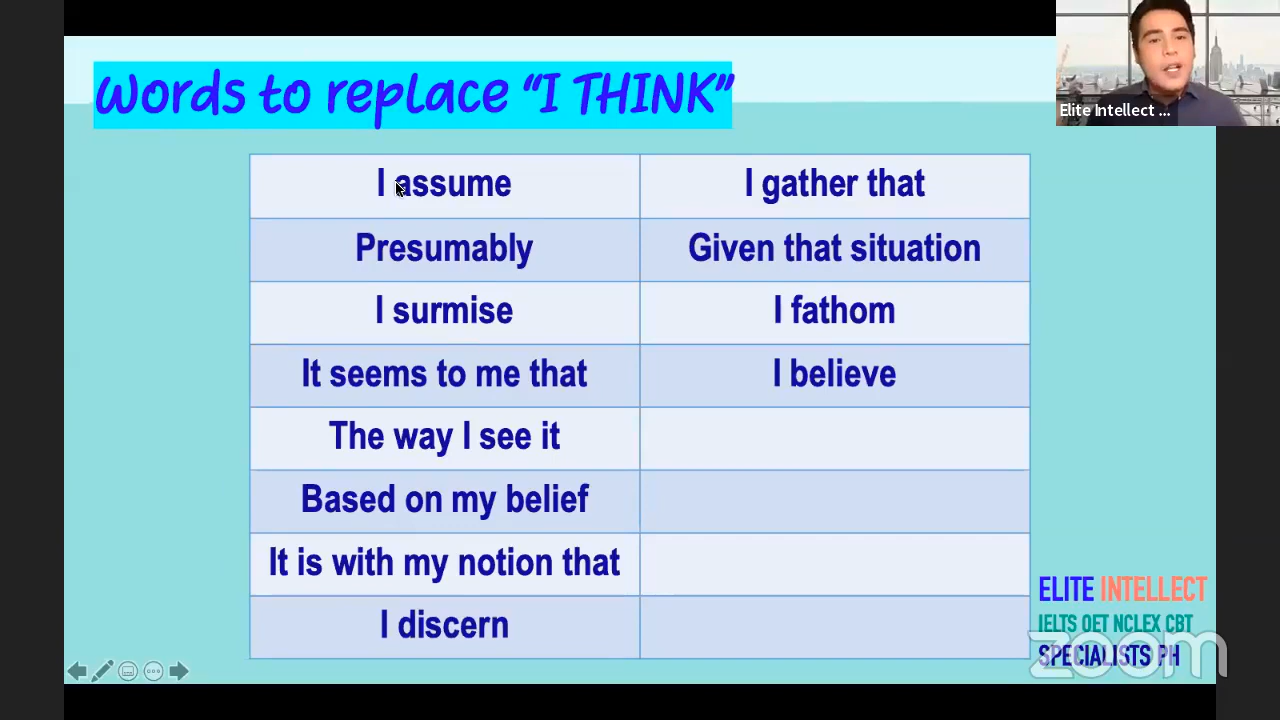 Words to replace “I THINK”
Elite Intellect ...
I assume
I gather that
Presumably
Given that situation
I surmise
I fathom
It seems to me that
I believe
The way I see it
Based on my belief
It is with my notion that
I discern
ELITE INTELLECT
IELTS OET NCLEX CBT
SPECIALISTS PH
zoom